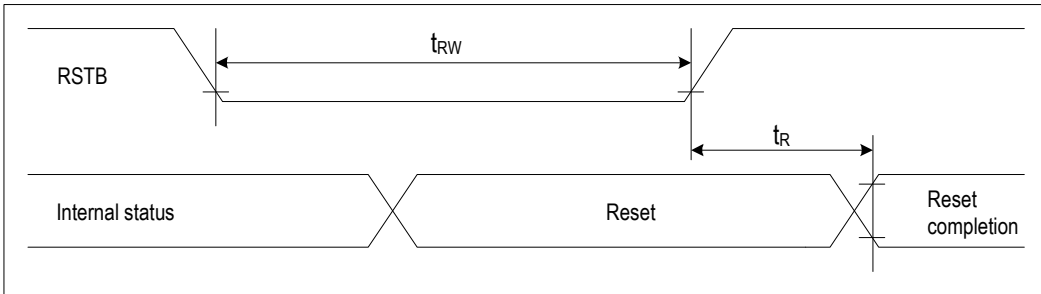 tRW
RSTB
tR
Internal status
Reset
Reset
completion